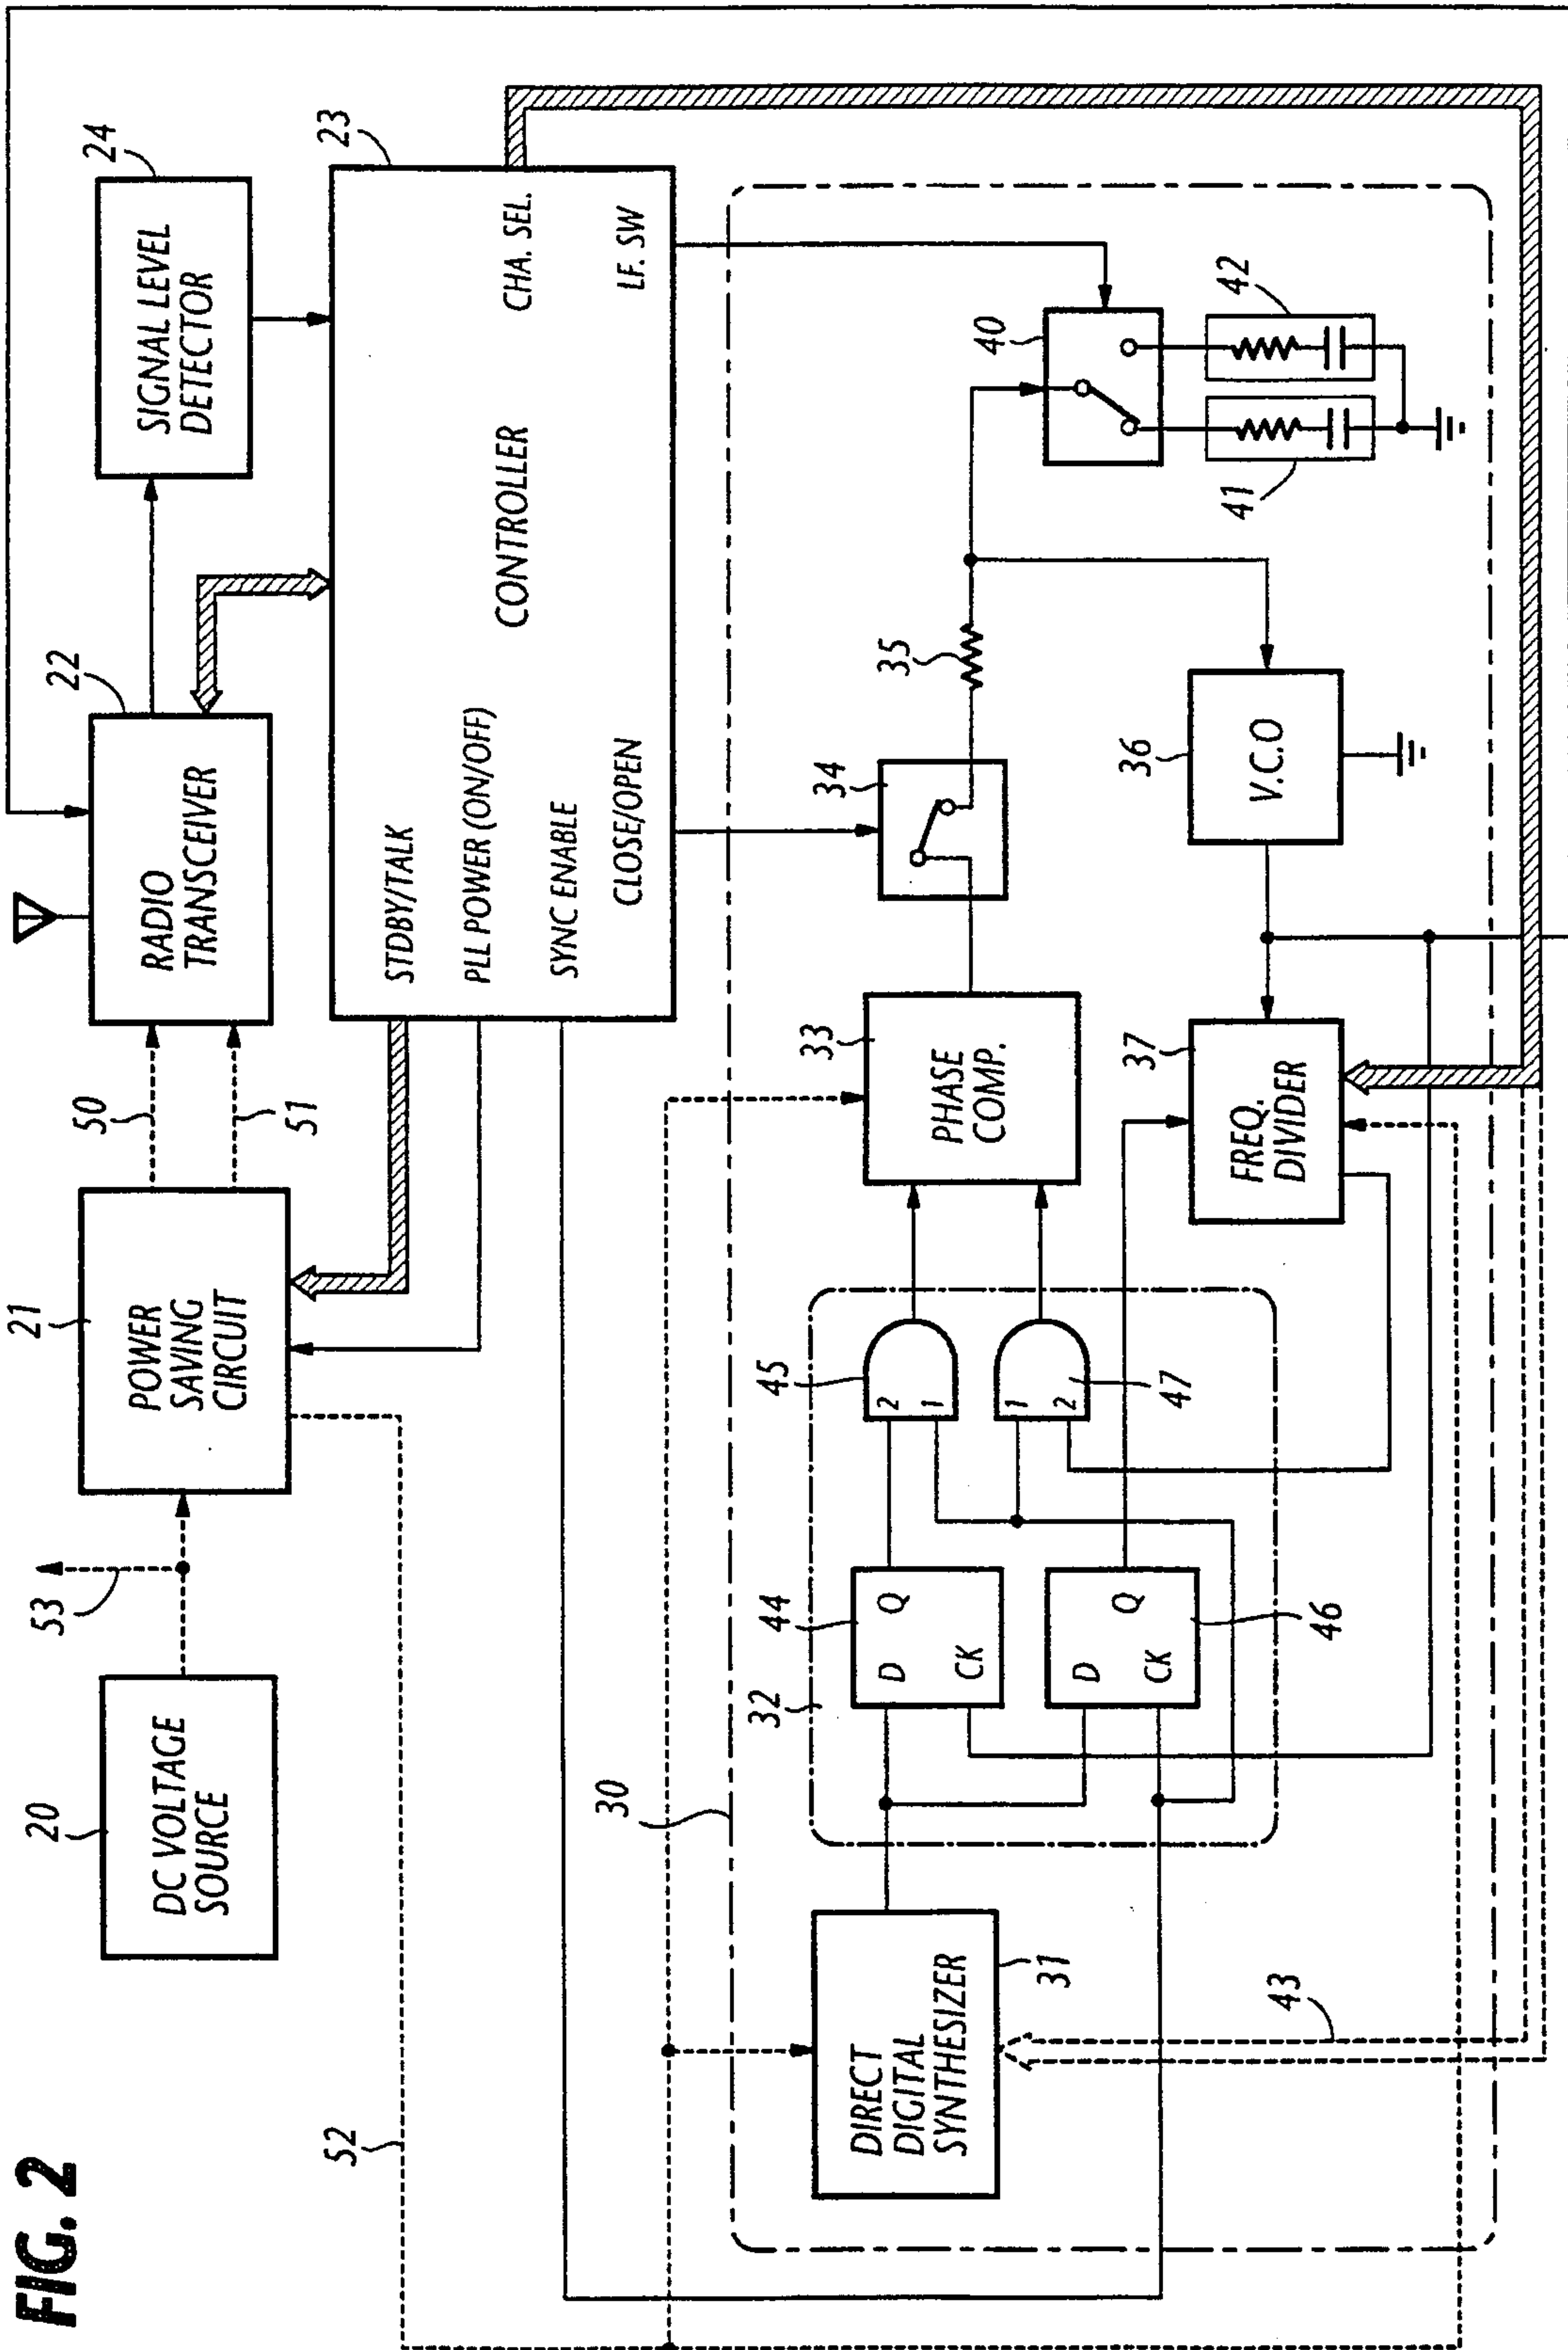 FIG. 2
20
DC VOLTAGE
SOURCE
53
21
POWER
SAVING
CIRCUIT
50
51
22
RADIO
TRANSCEIVER
24
SIGNAL LEVEL
DETECTOR
52
23
STDBY/TALK
PLL POWER (ON/OFF)
SYNC ENABLE
CLOSE/OPEN
CONTROLLER
CHA. SEL.
LF. SW
30
31
DIRECT
DIGITAL
SYNTHESIZER
43
32
44
D
Q
CK
46
D
Q
CK
45
2
1
47
1
2
33
PHASE
COMP.
34
35
36
V.C.O
37
FREQ.
DIVIDER
40
41
42